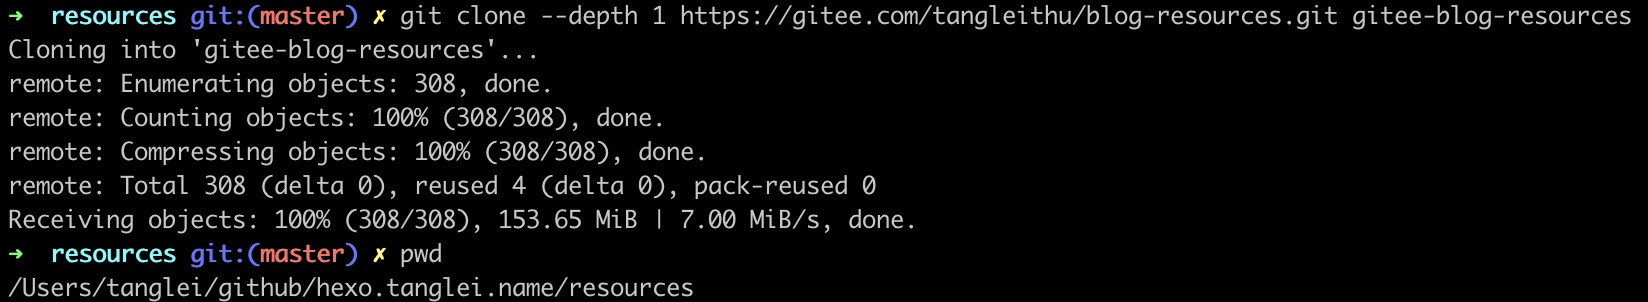 ➜  resources git:(master) ✗ git clone --depth 1 https://gitee.com/tangleithu/blog-resources.git gitee-blog-resources
Cloning into 'gitee-blog-resources'...
remote: Enumerating objects: 308, done.
remote: Counting objects: 100% (308/308), done.
remote: Compressing objects: 100% (308/308), done.
remote: Total 308 (delta 0), reused 4 (delta 0), pack-reused 0
Receiving objects: 100% (308/308), 153.65 MiB | 7.00 MiB/s, done.
➜  resources git:(master) ✗ pwd
/Users/tanglei/github/hexo.tanglei.name/resources